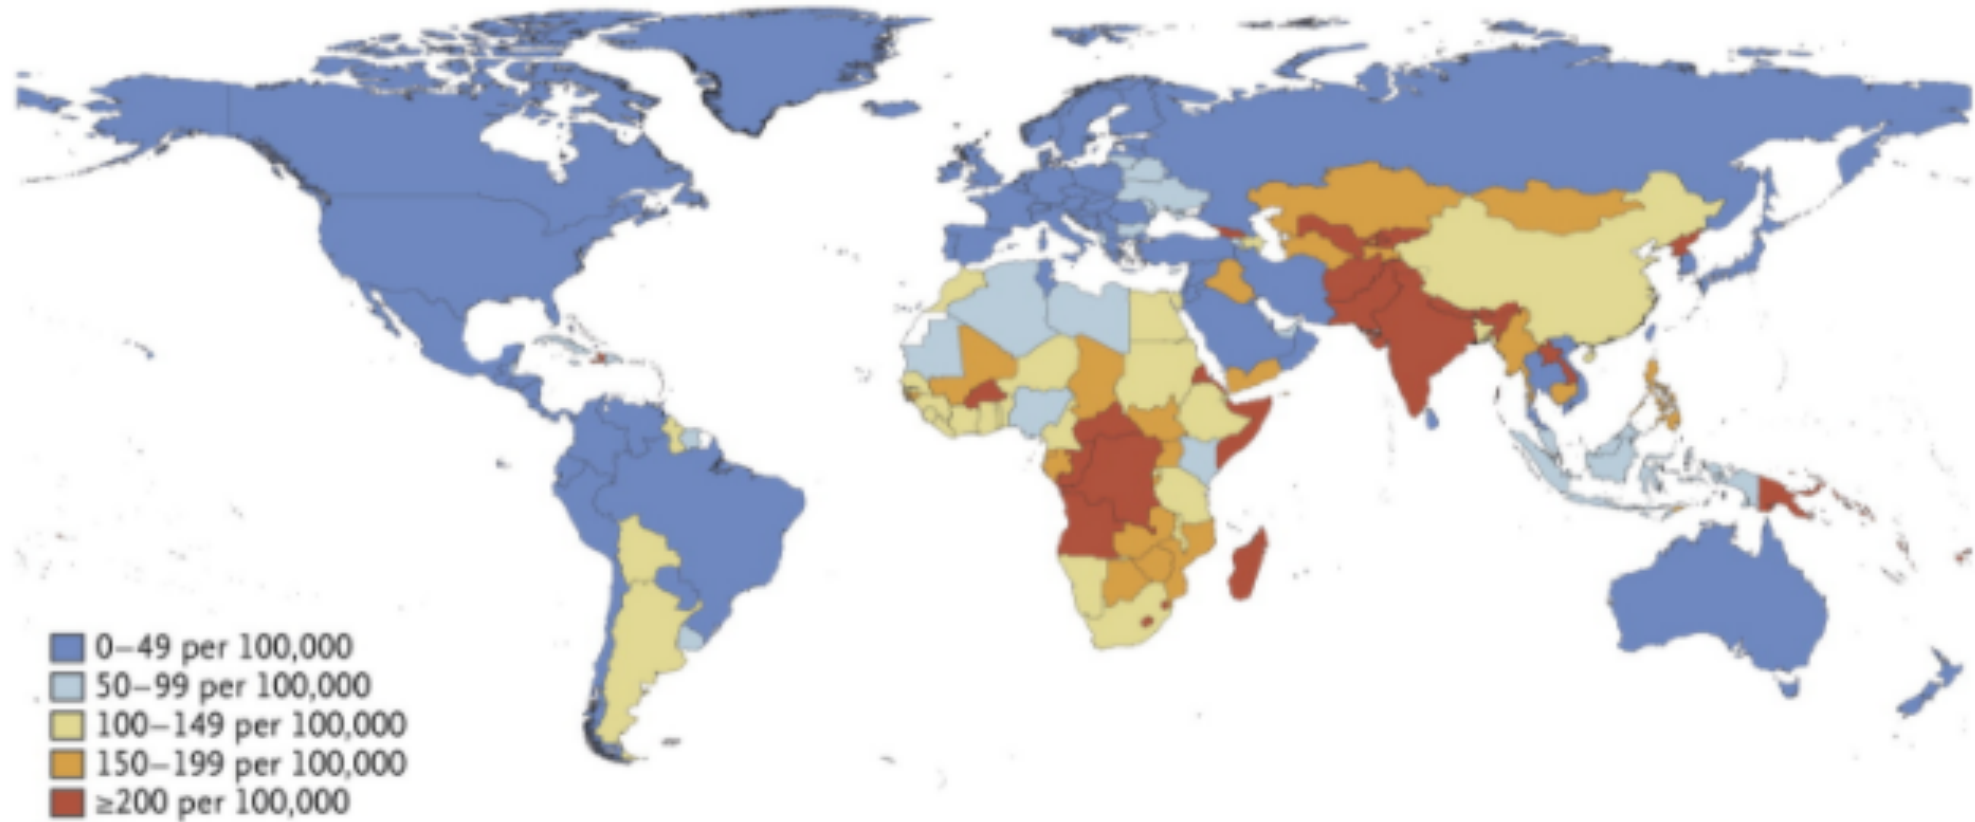 0–49 per 100,000
50–99 per 100,000
100–149 per 100,000
150–199 per 100,000
≥200 per 100,000